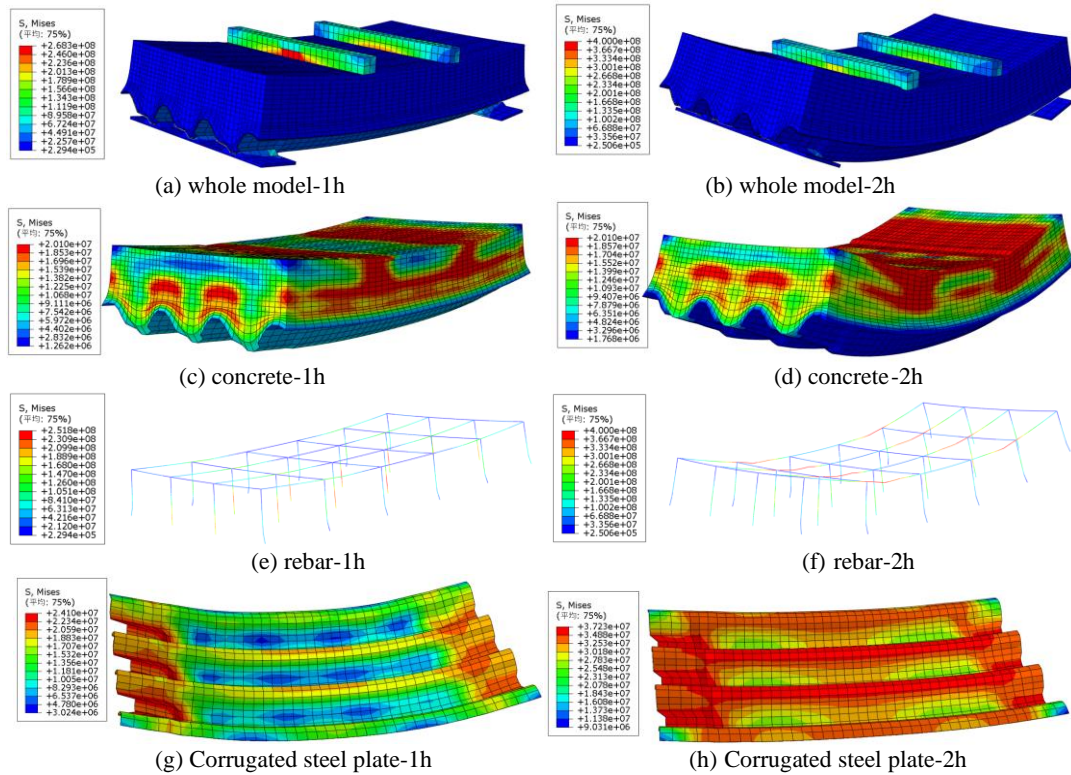 S, Mises
(平均: 75%)
+2.683e+08
+2.460e+08
+2.236e+08
+2.013e+08
+1.789e+08
+1.566e+08
+1.343e+08
+1.119e+08
+8.958e+07
+6.724e+07
+4.491e+07
+2.257e+07
+2.294e+05
(a) whole model-1h
S, Mises
(平均: 75%)
+4.000e+08
+3.667e+08
+3.334e+08
+3.001e+08
+2.668e+08
+2.334e+08
+2.001e+08
+1.668e+08
+1.335e+08
+1.002e+08
+6.688e+07
+3.356e+07
+2.506e+05
(b) whole model-2h
S, Mises
(平均: 75%)
+2.010e+07
+1.853e+07
+1.696e+07
+1.539e+07
+1.382e+07
+1.225e+07
+1.068e+07
+9.111e+06
+7.542e+06
+5.972e+06
+4.402e+06
+2.832e+06
+1.262e+06
(c) concrete-1h
S, Mises
(平均: 75%)
+2.010e+07
+1.857e+07
+1.704e+07
+1.552e+07
+1.399e+07
+1.246e+07
+1.093e+07
+9.407e+06
+7.879e+06
+6.351e+06
+4.824e+06
+3.296e+06
+1.768e+06
(d) concrete-2h
S, Mises
(平均: 75%)
+2.518e+08
+2.309e+08
+2.099e+08
+1.889e+08
+1.680e+08
+1.470e+08
+1.260e+08
+1.051e+08
+8.410e+07
+6.313e+07
+4.216e+07
+2.120e+07
+2.294e+05
(e) rebar-1h
S, Mises
(平均: 75%)
+4.000e+08
+3.667e+08
+3.334e+08
+3.001e+08
+2.668e+08
+2.334e+08
+2.001e+08
+1.668e+08
+1.335e+08
+1.002e+08
+6.688e+07
+3.356e+07
+2.506e+05
(f) rebar-2h
S, Mises
(平均: 75%)
+2.410e+07
+2.234e+07
+2.059e+07
+1.883e+07
+1.707e+07
+1.532e+07
+1.356e+07
+1.181e+07
+1.005e+07
+8.293e+06
+6.537e+06
+4.780e+06
+3.024e+06
(g) Corrugated steel plate-1h
S, Mises
(平均: 75%)
+3.723e+07
+3.488e+07
+3.253e+07
+3.018e+07
+2.783e+07
+2.548e+07
+2.313e+07
+2.078e+07
+1.843e+07
+1.608e+07
+1.373e+07
+1.138e+07
+9.031e+06
(h) Corrugated steel plate-2h